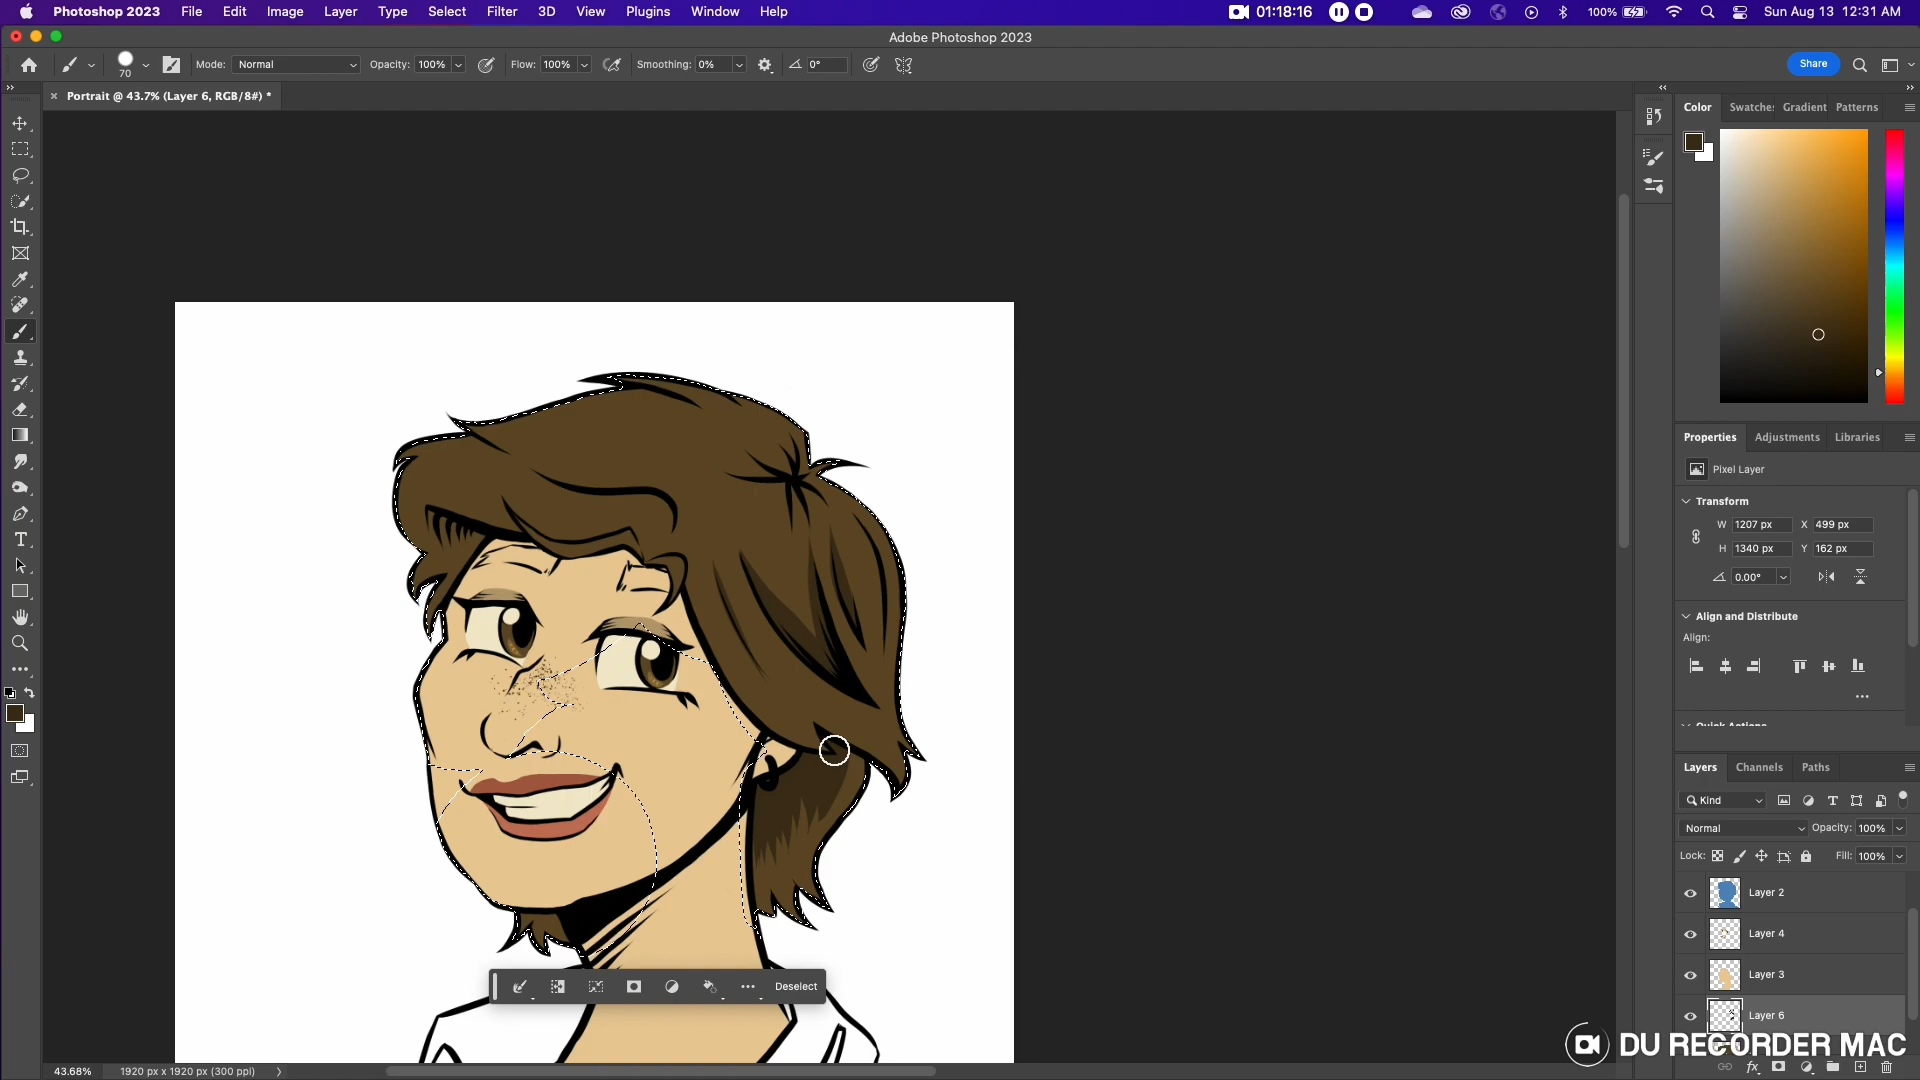 Photoshop 2023 File Edit Image Layer Type Select Filter 3D View Plugins Window Help 01:18:16 100% Sun Aug 13 12:31 AM
Adobe Photoshop 2023
70 Mode: Normal Opacity: 100% Flow: 100% Smoothing: 0% 0° Share
Portrait @ 43.7% (Layer 6, RGB/8#) *
Color Swatches Gradient Patterns
Properties Adjustments Libraries
Pixel Layer
Transform
W 1207 px X 499 px
H 1340 px Y 162 px
0.00°
Align and Distribute
Align:
Quick Actions
Layers Channels Paths
Kind
Normal Opacity: 100%
Lock: Fill: 100%
Layer 2
Layer 4
Layer 3
Deselect
Layer 6
DU RECORDER MAC
43.68% 1920 px x 1920 px (300 ppi)